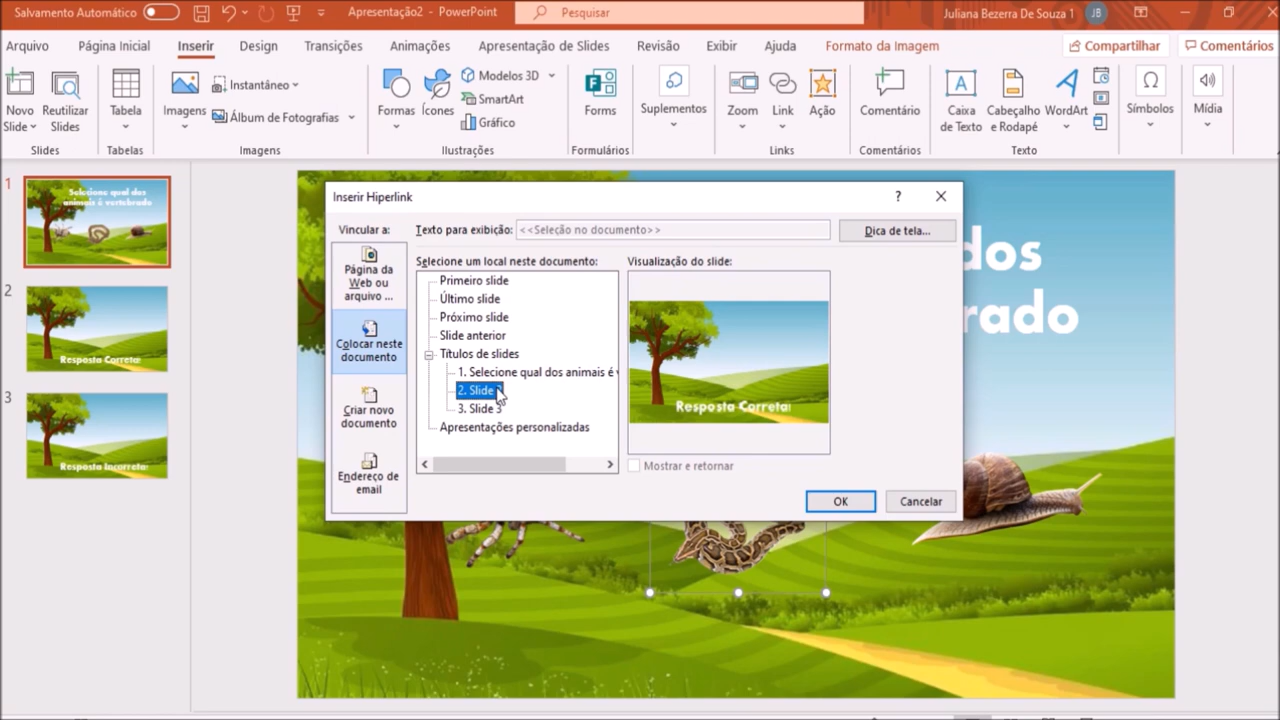 Salvamento Automático
Apresentação2 - PowerPoint
Pesquisar
Juliana Bezerra De Souza 1
JB
Arquivo
Página Inicial
Inserir
Design
Transições
Animações
Apresentação de Slides
Revisão
Exibir
Ajuda
Formato da Imagem
Compartilhar
Comentários
Novo
Slide
Reutilizar
Slides
Slides
Tabela
Tabelas
Imagens
Instantâneo
Álbum de Fotografias
Imagens
Formas
Ícones
Modelos 3D
SmartArt
Gráfico
Ilustrações
Forms
Formulários
Suplementos
Zoom
Link
Ação
Links
Comentário
Comentários
Caixa
de Texto
Cabeçalho
e Rodapé
WordArt
Texto
Símbolos
Mídia
1
Selecione qual dos
animais é vertebrado
2
Resposta Correta!
3
Resposta Incorreta!
dos
rado
Inserir Hiperlink
?
Vincular a:
Texto para exibição:
<<Seleção no documento>>
Dica de tela...
Página da
Web ou
arquivo ...
Colocar neste
documento
Criar novo
documento
Endereço de
email
Selecione um local neste documento:
Primeiro slide
Último slide
Próximo slide
Slide anterior
Títulos de slides
1. Selecione qual dos animais é
2. Slide
3. Slide 3
Apresentações personalizadas
Visualização do slide:
Resposta Correta!
Mostrar e retornar
OK
Cancelar